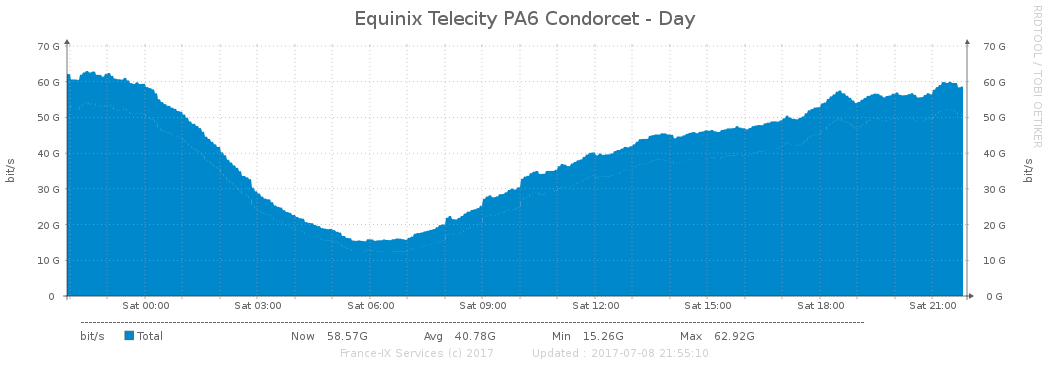 Equinix Telecity PA6 Condorcet - Day
RRDTOOL / TOBI OETIKER
bit/s
70 G
60 G
50 G
40 G
30 G
20 G
10 G
0
70 G
60 G
50 G
40 G
30 G
20 G
10 G
0 G
bit/s
Sat 00:00 Sat 03:00 Sat 06:00 Sat 09:00 Sat 12:00 Sat 15:00 Sat 18:00 Sat 21:00
bit/s Total Now 58.57G Avg 40.78G Min 15.26G Max 62.92G
France-IX Services (c) 2017 Updated : 2017-07-08 21:55:10